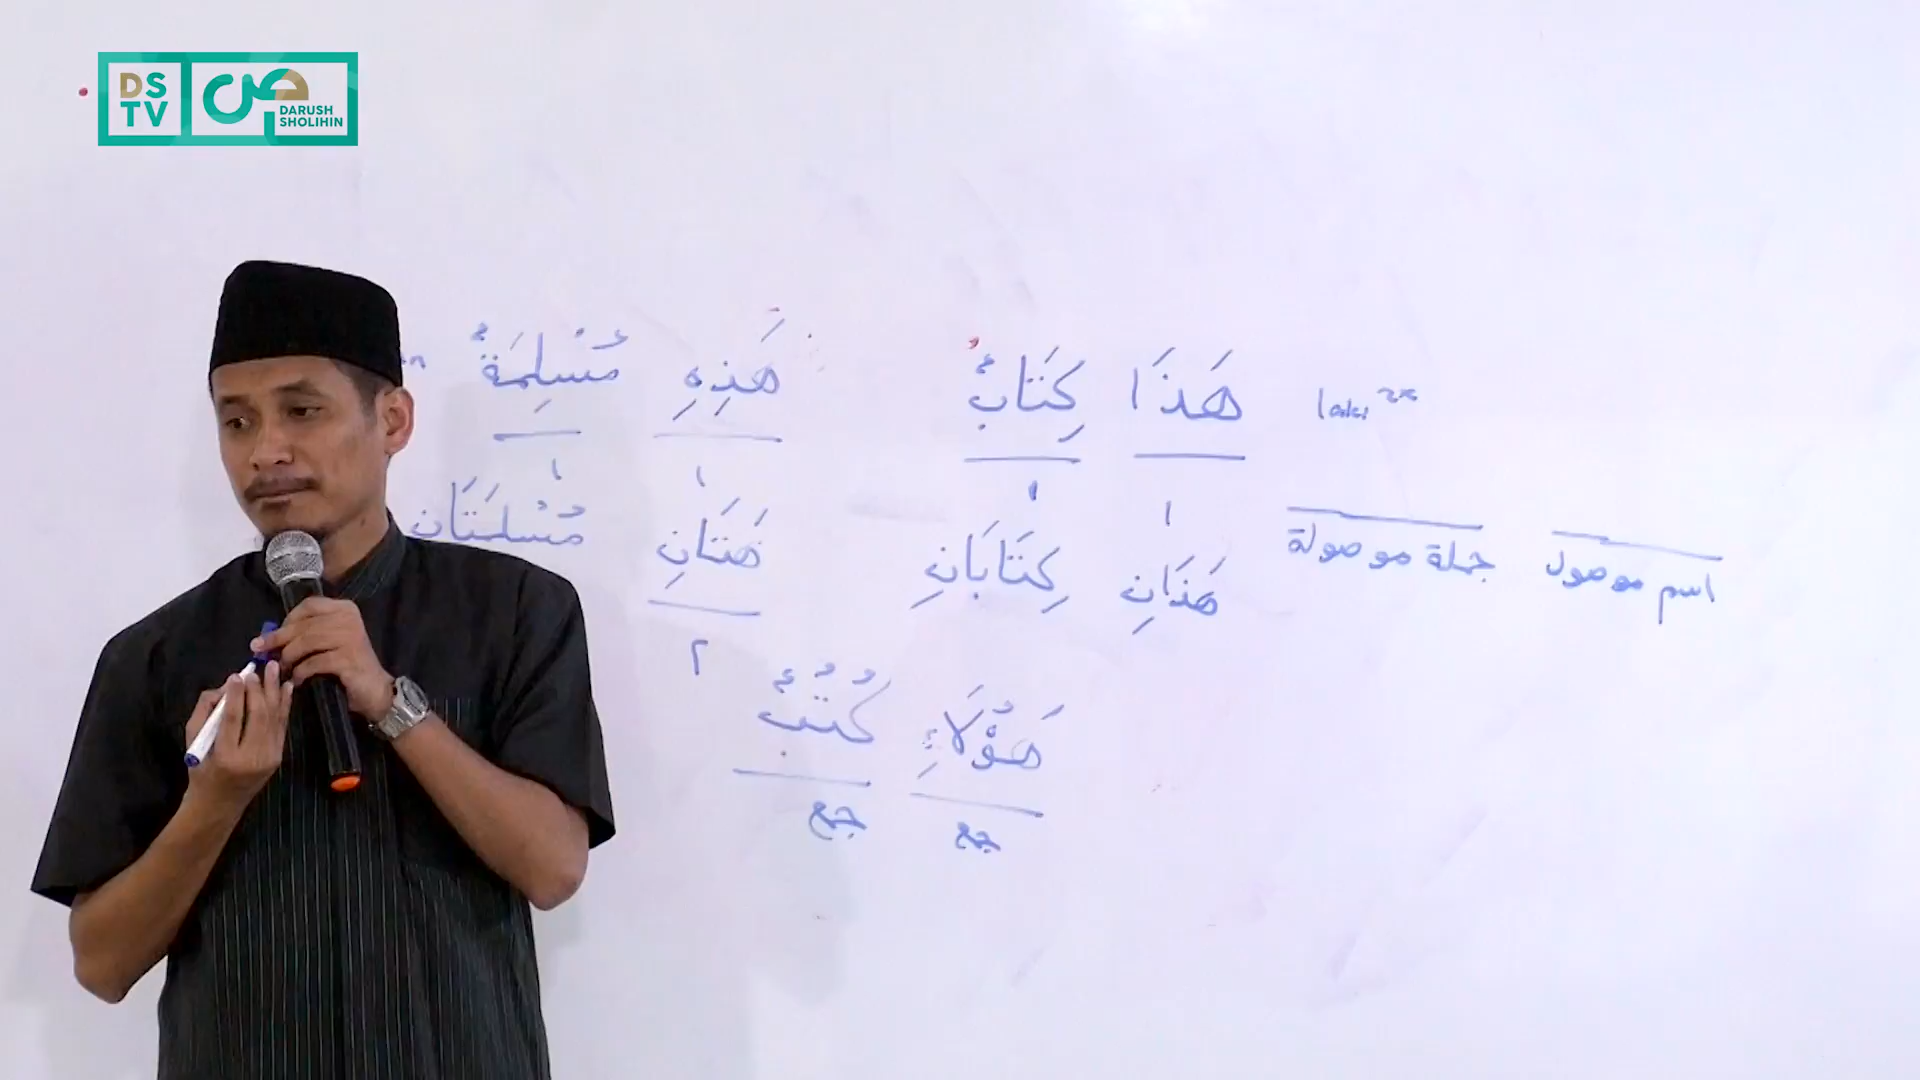 DS
TV
ص
DARUSH
SHOLIHIN
laki²²
هَذَا كِتَابٌ
هَذِهِ مُسْلِمَةٌ
١ ١
١ ١
هَذَانِ كِتَابَانِ
هَتَانِ مُسْلِمَتَان
اسم موصول جملة موصولة
٢
هَؤُلَاءِ كُتُبٌ
جمع جمع